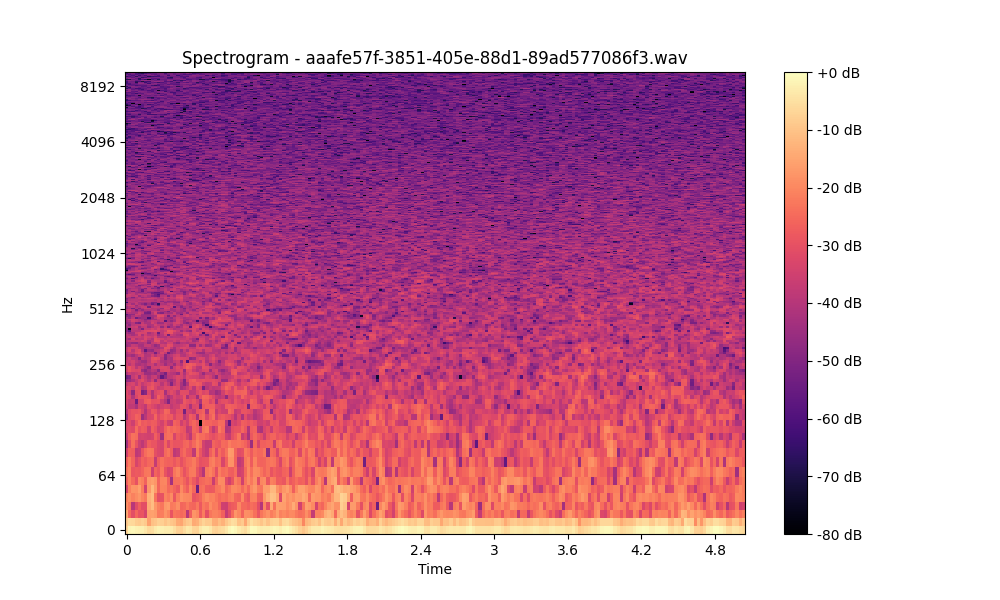 Spectrogram - aaafe57f-3851-405e-88d1-89ad577086f3.wav
8192
4096
2048
1024
512
256
128
64
0
Hz
0 0.6 1.2 1.8 2.4 3 3.6 4.2 4.8
Time
+0 dB
-10 dB
-20 dB
-30 dB
-40 dB
-50 dB
-60 dB
-70 dB
-80 dB